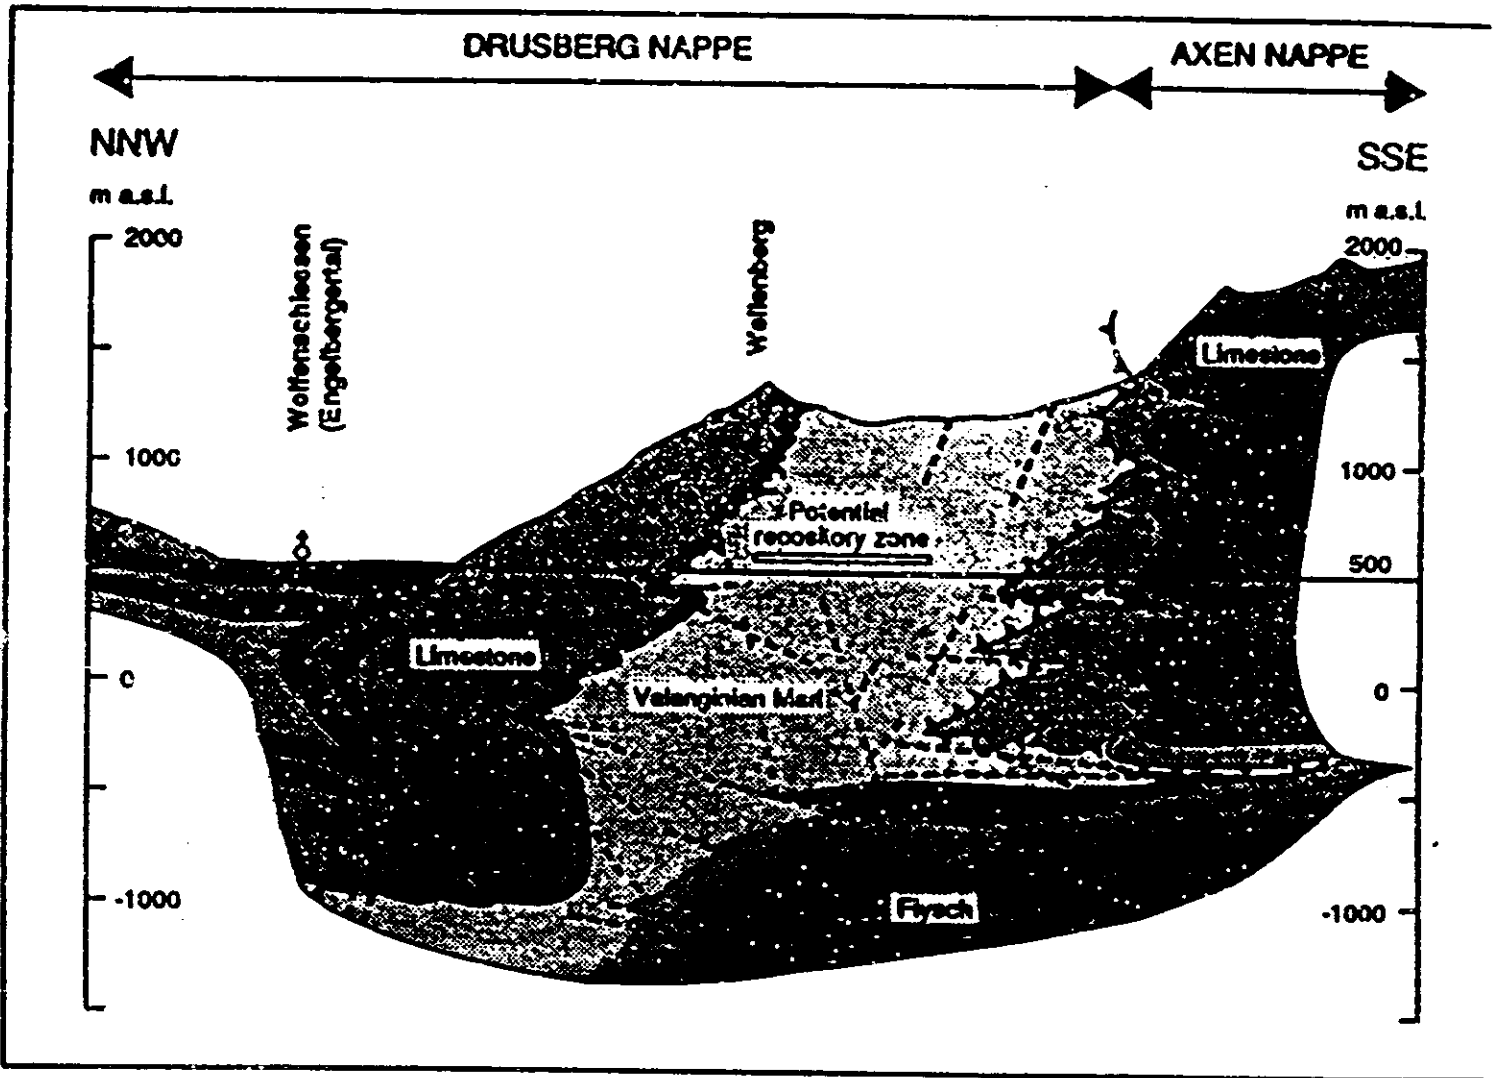 DRUSBERG NAPPE
AXEN NAPPE
NNW
SSE
m a.s.l.
m a.s.l.
2000
2000
Wolfenschiessen
(Engelbergertal)
Wellenberg
Limestone
1000
1000
Potential
repository zone
500
Limestone
Valanginian Marl
0
0
-1000
Flysch
-1000